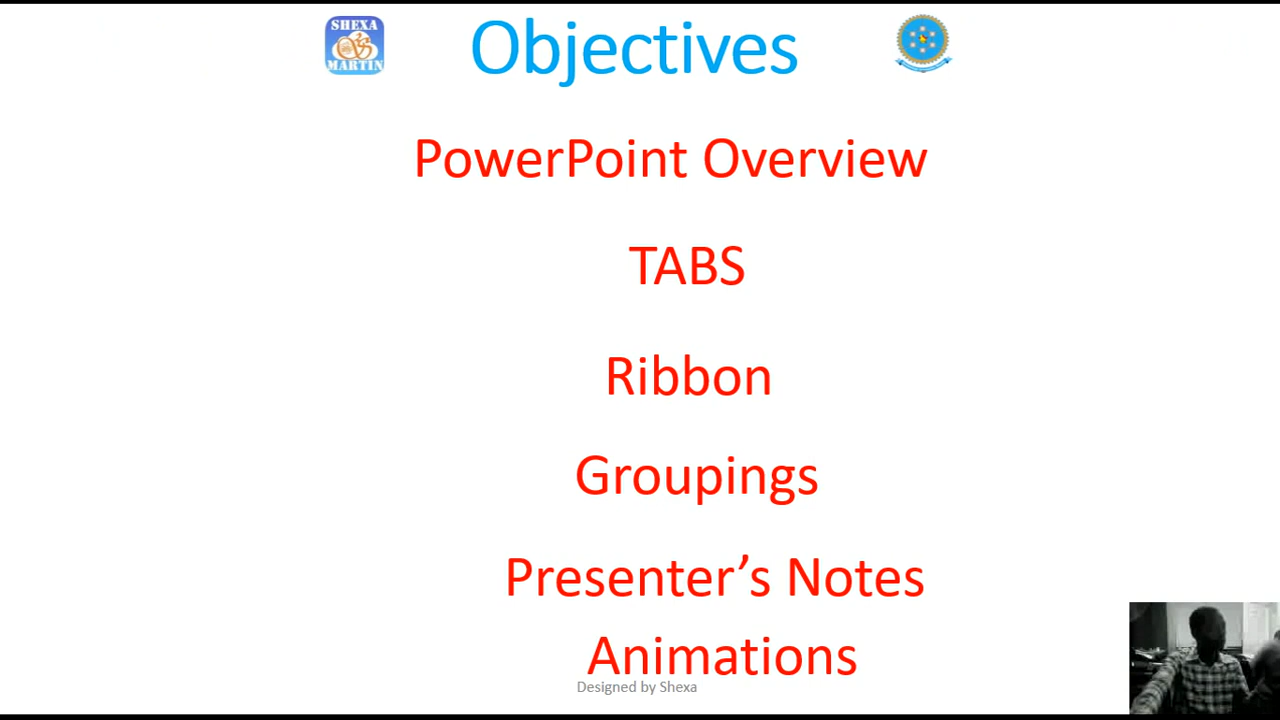 SHEXA
MARTIN
Objectives
PowerPoint Overview
TABS
Ribbon
Groupings
Presenter’s Notes
Animations
Designed by Shexa